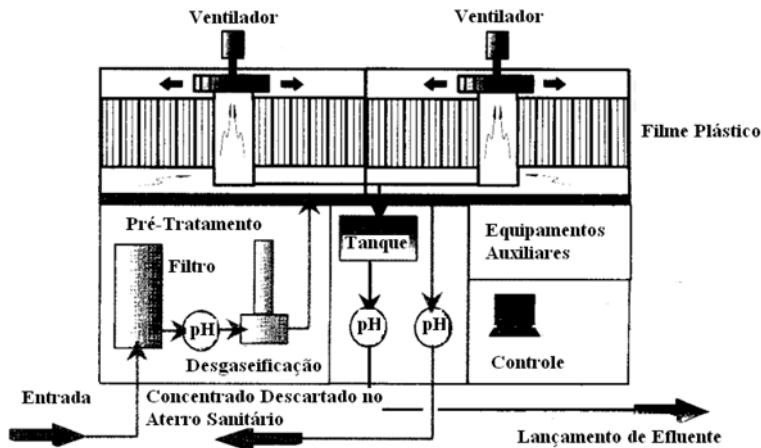 Ventilador
Ventilador
Filme Plástico
Pré-Tratamento
Filtro
pH
Desgaseificação
Tanque
pH
pH
Equipamentos
Auxiliares
Controle
Entrada
Concentrado Descartado no
Aterro Sanitário
Lançamento de Efluente